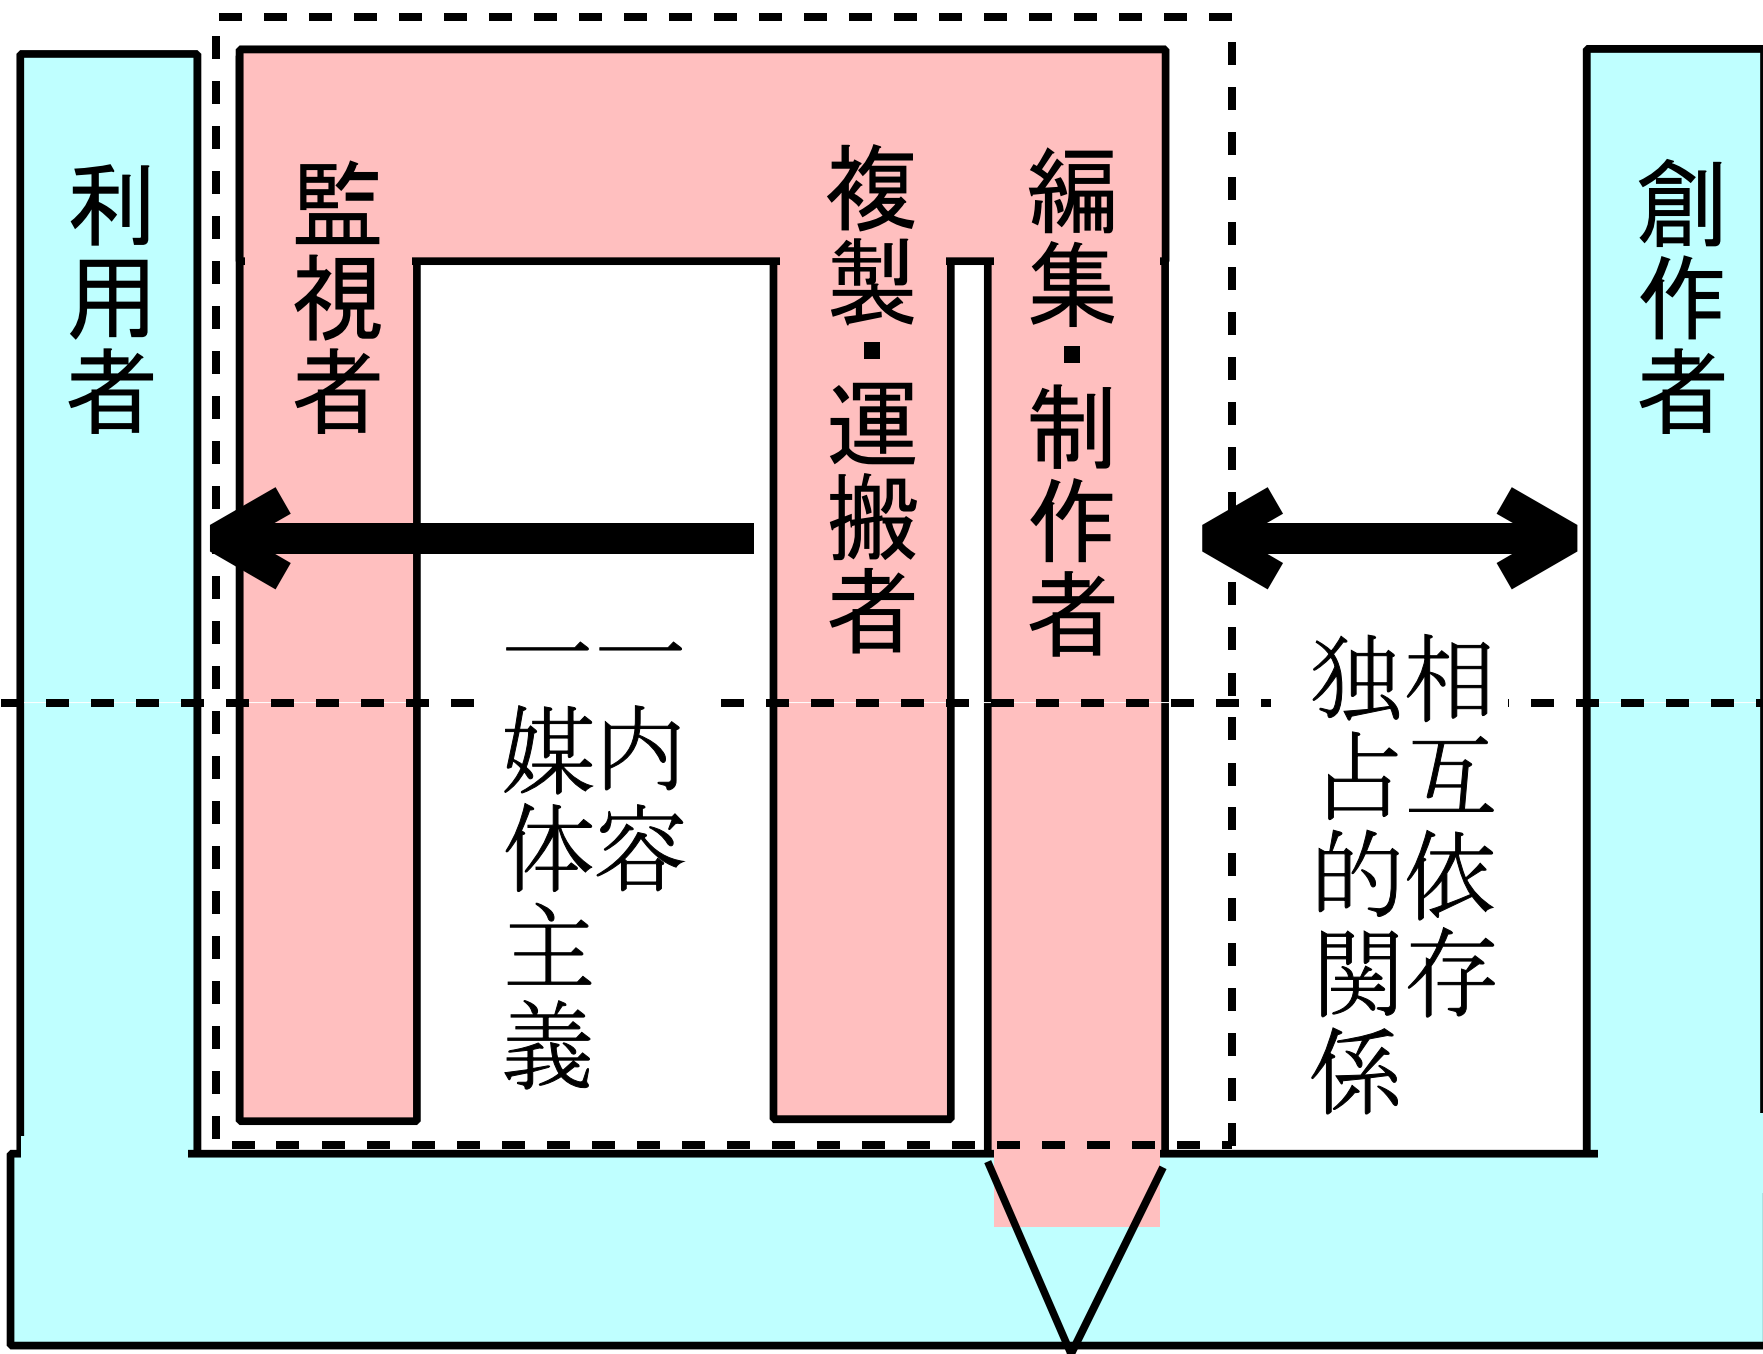 創作者
相互依存
独占的関係
編集・制作者
複製・運搬者
一内容
一媒体主義
監視者
利用者